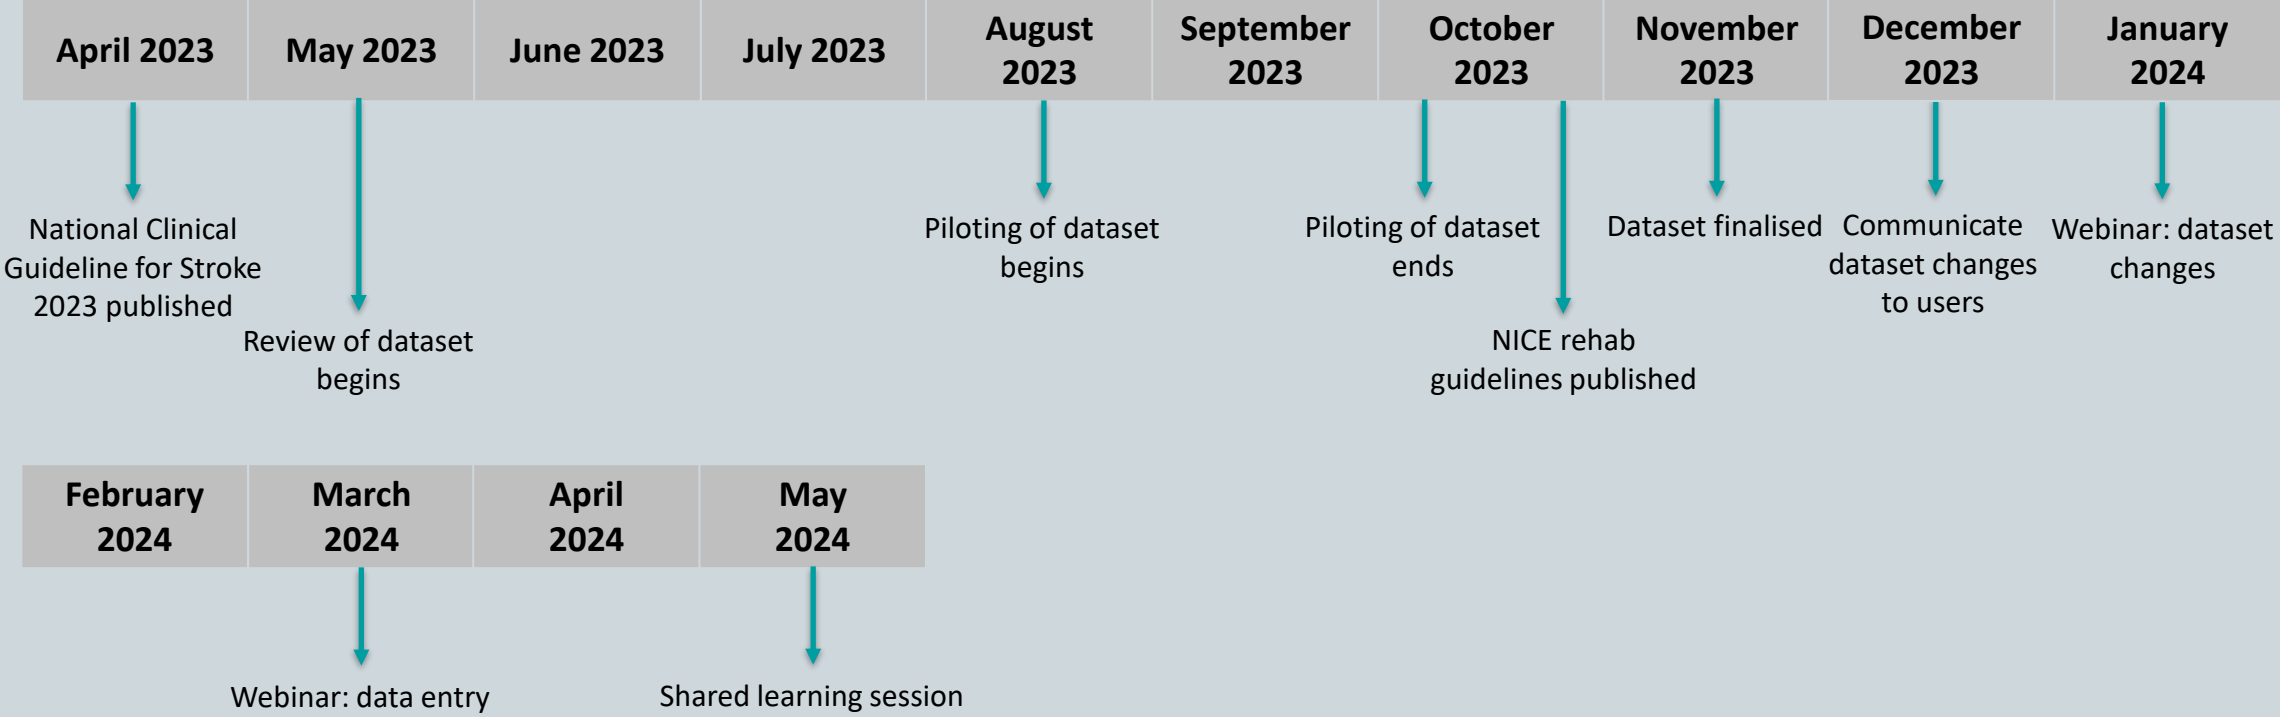 April 2023
May 2023
June 2023
July 2023
August
2023
September
2023
October
2023
November
2023
December
2023
January
2024
National Clinical
Guideline for Stroke
2023 published
Review of dataset
begins
Piloting of dataset
begins
Piloting of dataset
ends
NICE rehab
guidelines published
Dataset finalised
Communicate
dataset changes
to users
Webinar: dataset
changes
February
2024
March
2024
April
2024
May
2024
Webinar: data entry
Shared learning session